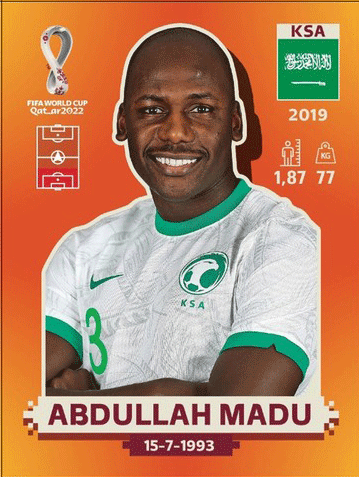 KSA
FIFA WORLD CUP
Qatar2022
2019
KG
1,87 77
KSA
3
ABDULLAH MADU
15-7-1993